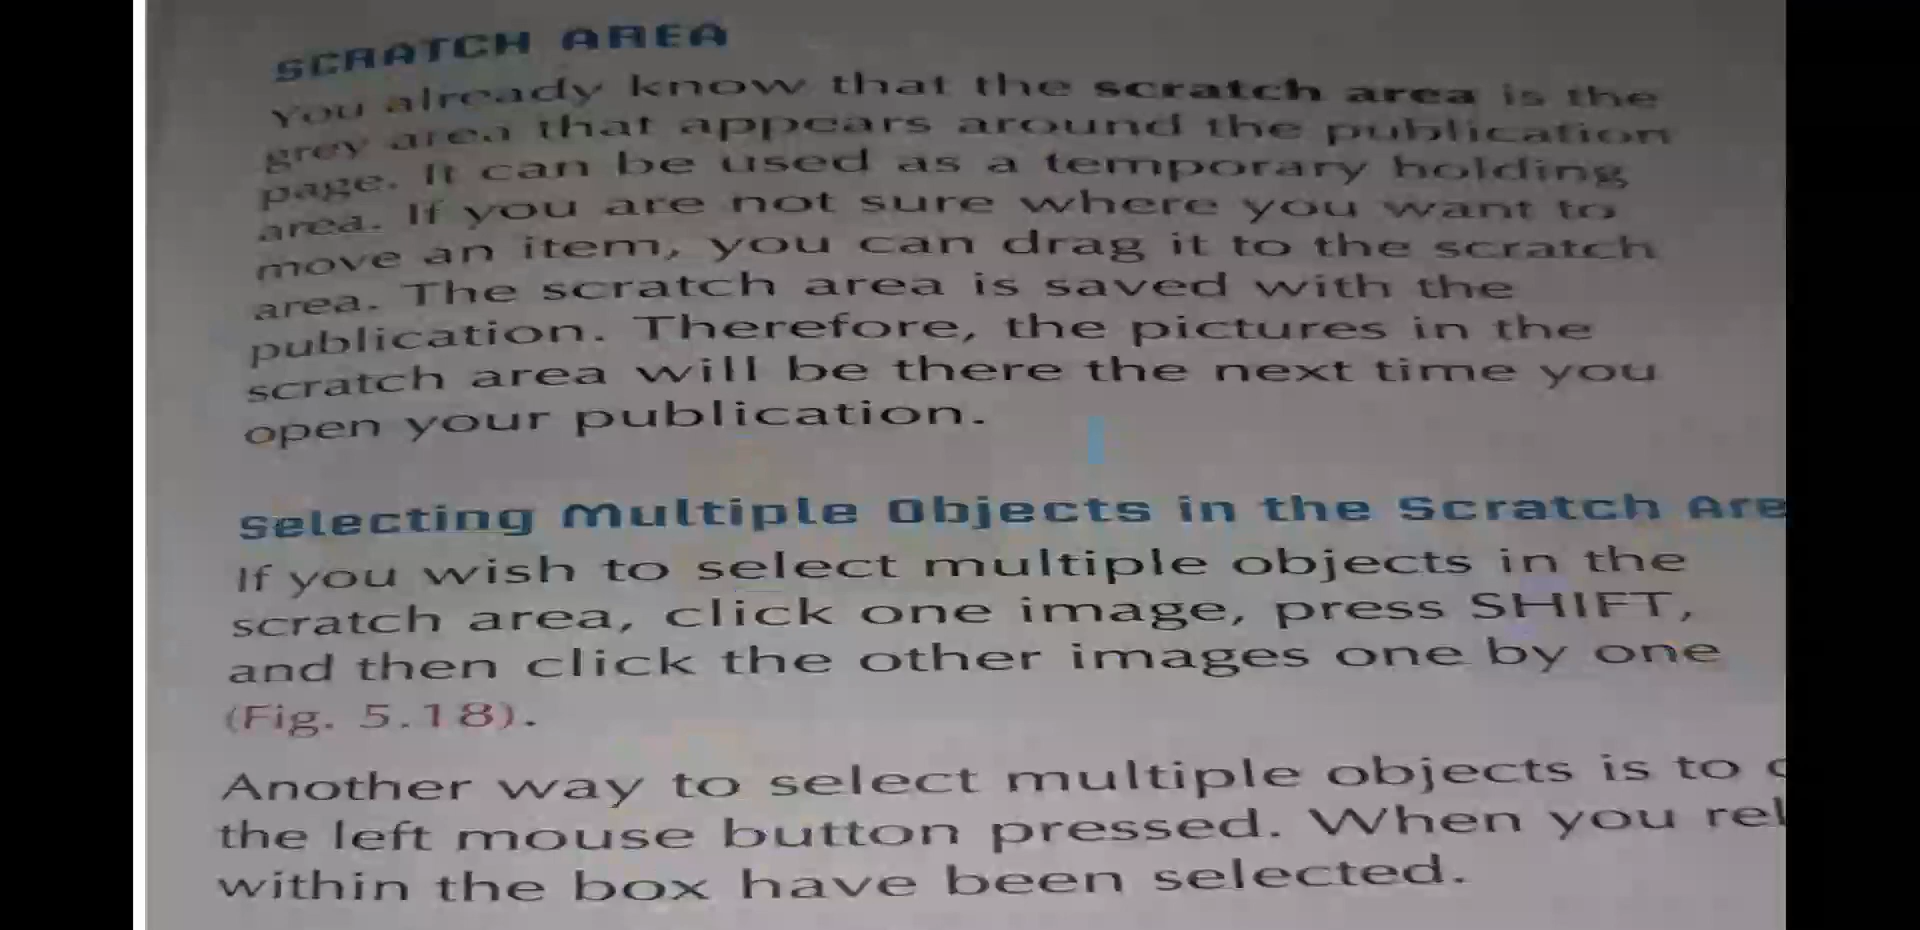 SCRATCH AREA
You already know that the scratch area is the
grey area that appears around the publication
page. It can be used as a temporary holding
area. If you are not sure where you want to
move an item, you can drag it to the scratch
area. The scratch area is saved with the
publication. Therefore, the pictures in the
scratch area will be there the next time you
open your publication.
Selecting Multiple Objects in the Scratch Are
If you wish to select multiple objects in the
scratch area, click one image, press SHIFT,
and then click the other images one by one
(Fig. 5.18).
Another way to select multiple objects is to
the left mouse button pressed. When you rel
within the box have been selected.